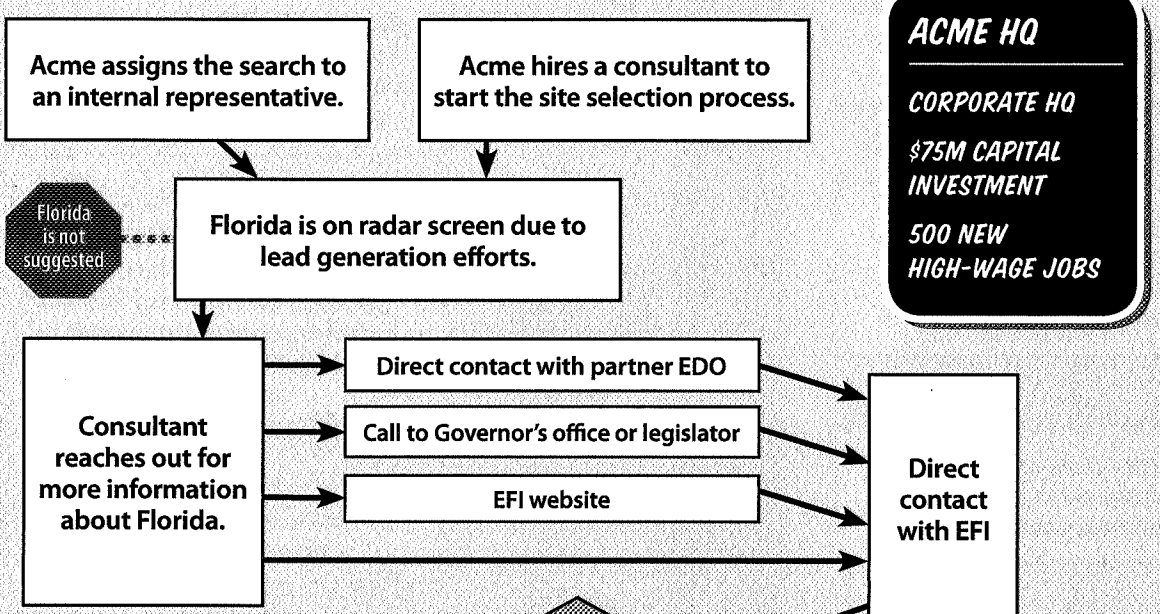 Acme assigns the search to
an internal representative.
Acme hires a consultant to
start the site selection process.
ACME HQ
CORPORATE HQ
$75M CAPITAL
INVESTMENT
500 NEW
HIGH-WAGE JOBS
Florida
is not
suggested
Florida is on radar screen due to
lead generation efforts.
Consultant
reaches out for
more information
about Florida.
Direct contact with partner EDO
Call to Governor's office or legislator
EFI website
Direct
contact
with EFI